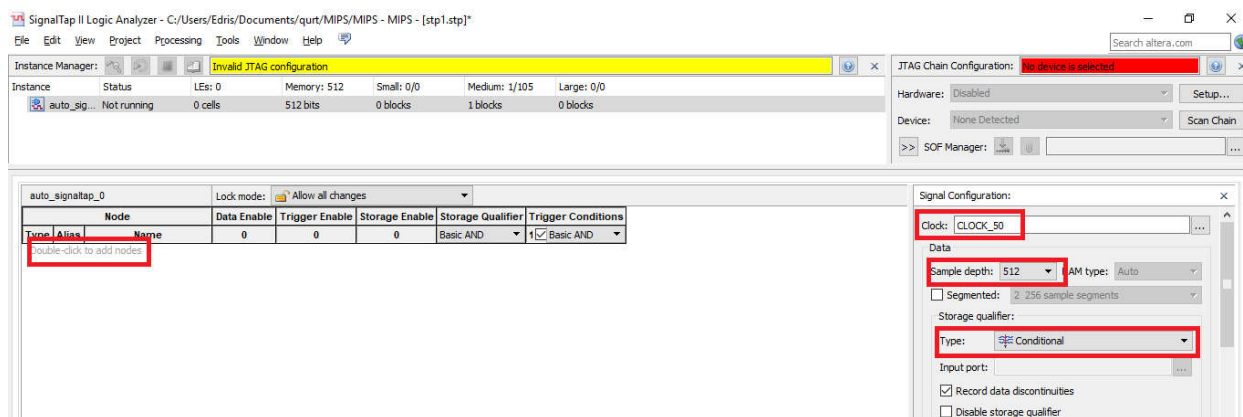 SignalTap II Logic Analyzer - C:/Users/Edris/Documents/qurt/MIPS/MIPS - MIPS - [stp1.stp]*
File Edit View Project Processing Tools Window Help
Search altera.com
Instance Manager: Invalid JTAG configuration
Instance Status LEs: 0 Memory: 512 Small: 0/0 Medium: 1/105 Large: 0/0
auto_sig... Not running 0 cells 512 bits 0 blocks 1 blocks 0 blocks
JTAG Chain Configuration: No device is selected
Hardware: Disabled Setup...
Device: None Detected Scan Chain
>> SOF Manager: ...
auto_signaltap_0 Lock mode: Allow all changes
Node Data Enable Trigger Enable Storage Enable Storage Qualifier Trigger Conditions
Type Alias Name 0 0 0 Basic AND 1 Basic AND
Double-click to add nodes
Signal Configuration:
Clock: CLOCK_50 ...
Data
Sample depth: 512 RAM type: Auto
Segmented: 2 256 sample segments
Storage qualifier:
Type: Conditional
Input port: ...
Record data discontinuities
Disable storage qualifier